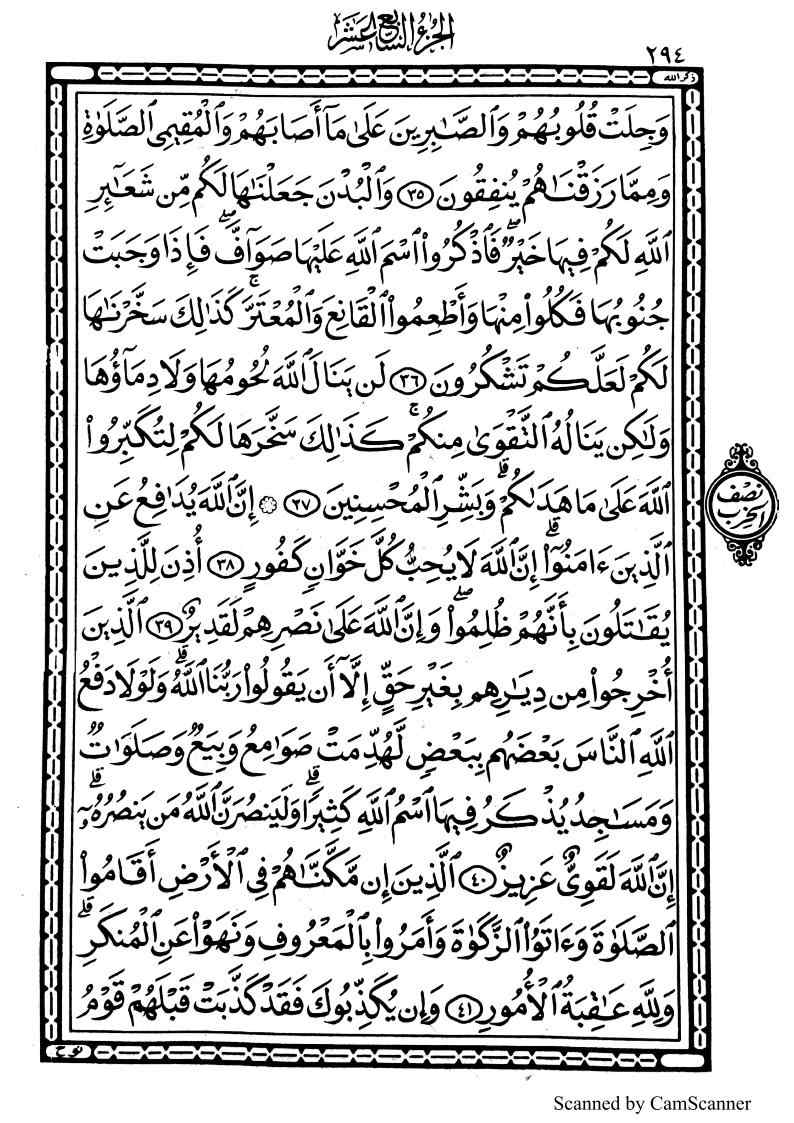 الجزء السابع عشر
٢٩٤
ذكر الله
وَجِلَتْ قُلُوبُهُمْ وَالصَّـٰبِرِينَ عَلَىٰ مَآ أَصَابَهُمْ وَالْمُقِيمِى الصَّلَوٰةِ
وَمِمَّا رَزَقْنَـٰهُمْ يُنفِقُونَ ﴿٣٥﴾ وَالْبُدْنَ جَعَلْنَـٰهَا لَكُم مِّن شَعَـٰٓئِرِ
اللَّهِ لَكُمْ فِيهَا خَيْرٌ ۖ فَاذْكُرُوا۟ اسْمَ اللَّهِ عَلَيْهَا صَوَآفَّ ۖ فَإِذَا وَجَبَتْ
جُنُوبُهَا فَكُلُوا۟ مِنْهَا وَأَطْعِمُوا۟ الْقَانِعَ وَالْمُعْتَرَّ ۚ كَذَٰلِكَ سَخَّرْنَـٰهَا
لَكُمْ لَعَلَّكُمْ تَشْكُرُونَ ﴿٣٦﴾ لَن يَنَالَ اللَّهَ لُحُومُهَا وَلَا دِمَآؤُهَا
وَلَـٰكِن يَنَالُهُ التَّقْوَىٰ مِنكُمْ ۚ كَذَٰلِكَ سَخَّرَهَا لَكُمْ لِتُكَبِّرُوا۟
اللَّهَ عَلَىٰ مَا هَدَىٰكُمْ ۗ وَبَشِّرِ الْمُحْسِنِينَ ﴿٣٧﴾ ۞ إِنَّ اللَّهَ يُدَٰفِعُ عَنِ
نصف الحزب
الَّذِينَ ءَامَنُوٓا۟ ۗ إِنَّ اللَّهَ لَا يُحِبُّ كُلَّ خَوَّانٍ كَفُورٍ ﴿٣٨﴾ أُذِنَ لِلَّذِينَ
يُقَـٰتَلُونَ بِأَنَّهُمْ ظُلِمُوا۟ ۚ وَإِنَّ اللَّهَ عَلَىٰ نَصْرِهِمْ لَقَدِيرٌ ﴿٣٩﴾ الَّذِينَ
أُخْرِجُوا۟ مِن دِيَـٰرِهِم بِغَيْرِ حَقٍّ إِلَّآ أَن يَقُولُوا۟ رَبُّنَا اللَّهُ ۗ وَلَوْلَا دَفْعُ
اللَّهِ النَّاسَ بَعْضَهُم بِبَعْضٍ لَّهُدِّمَتْ صَوَٰمِعُ وَبِيَعٌ وَصَلَوَٰتٌ
وَمَسَـٰجِدُ يُذْكَرُ فِيهَا اسْمُ اللَّهِ كَثِيرًا ۗ وَلَيَنصُرَنَّ اللَّهُ مَن يَنصُرُهُۥٓ ۗ
إِنَّ اللَّهَ لَقَوِىٌّ عَزِيزٌ ﴿٤٠﴾ الَّذِينَ إِن مَّكَّنَّـٰهُمْ فِى الْأَرْضِ أَقَامُوا۟
الصَّلَوٰةَ وَءَاتَوُا۟ الزَّكَوٰةَ وَأَمَرُوا۟ بِالْمَعْرُوفِ وَنَهَوْا۟ عَنِ الْمُنكَرِ ۗ
وَلِلَّهِ عَـٰقِبَةُ الْأُمُورِ ﴿٤١﴾ وَإِن يُكَذِّبُوكَ فَقَدْ كَذَّبَتْ قَبْلَهُمْ قَوْمُ
نوح
Scanned by CamScanner